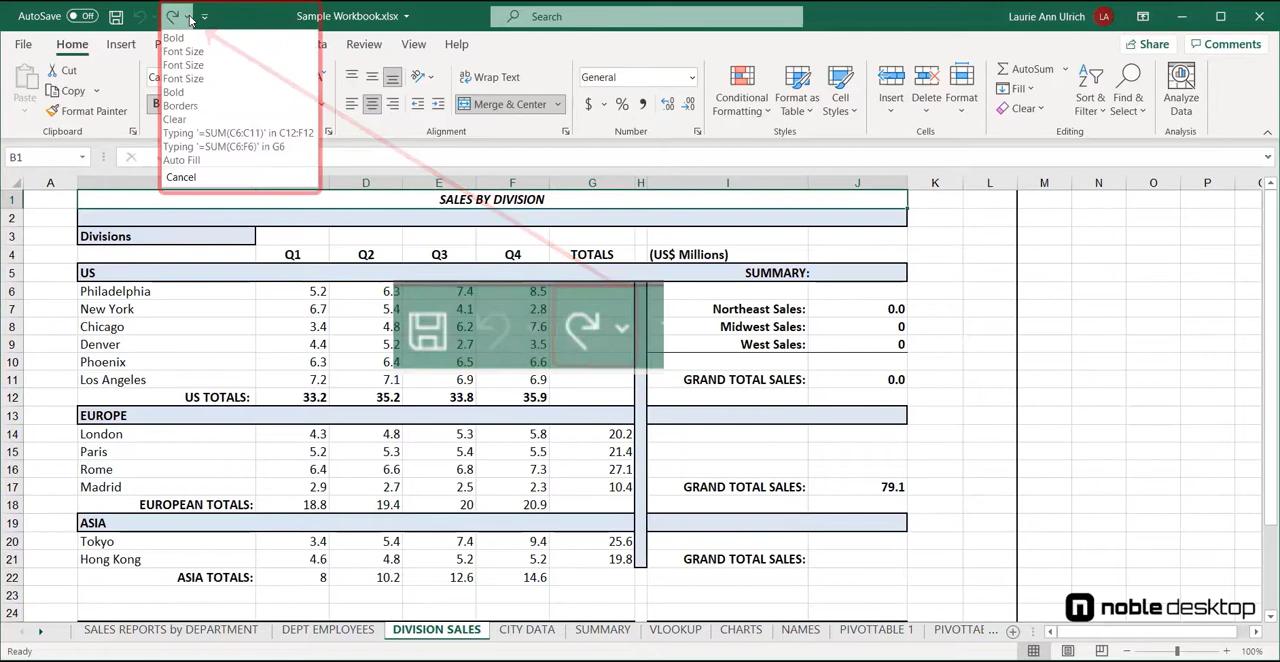 AutoSave Off Sample Workbook.xlsx Search Laurie Ann Ulrich LA
File Home Insert View Review View Help Share Comments
Cut
Copy
Format Painter
Paste
Clipboard
Bold
Font Size
Font Size
Font Size
Bold
Borders
Clear
Typing '=SUM(C6:C11)' in C12:F12
Typing '=SUM(C6:F6)' in G6
Auto Fill
Cancel
Wrap Text
Merge & Center
Alignment
General
$ % ,
Number
Conditional Formatting
Format as Table
Cell Styles
Styles
Insert Delete Format
Cells
AutoSum
Fill
Clear
Sort & Filter
Find & Select
Editing
Analyze Data
Analysis
B1
A D E F G H I J K L M N O P
1 SALES BY DIVISION
2
3 Divisions
4 Q1 Q2 Q3 Q4 TOTALS (US$ Millions)
5 US SUMMARY:
6 Philadelphia 5.2 6.3 7.4 8.5
7 New York 6.7 5.4 4.1 2.8 Northeast Sales: 0.0
8 Chicago 3.4 4.8 6.2 7.6 Midwest Sales: 0
9 Denver 4.4 5.2 2.7 3.5 West Sales: 0
10 Phoenix 6.3 6.4 6.5 6.6
11 Los Angeles 7.2 7.1 6.9 6.9 GRAND TOTAL SALES: 0.0
12 US TOTALS: 33.2 35.2 33.8 35.9
13 EUROPE
14 London 4.3 4.8 5.3 5.8 20.2
15 Paris 5.2 5.3 5.4 5.5 21.4
16 Rome 6.4 6.6 6.8 7.3 27.1
17 Madrid 2.9 2.7 2.5 2.3 10.4 GRAND TOTAL SALES: 79.1
18 EUROPEAN TOTALS: 18.8 19.4 20 20.9
19 ASIA
20 Tokyo 3.4 5.4 7.4 9.4 25.6
21 Hong Kong 4.6 4.8 5.2 5.2 19.8 GRAND TOTAL SALES:
22 ASIA TOTALS: 8 10.2 12.6 14.6
23
24
noble desktop
SALES REPORTS by DEPARTMENT DEPT EMPLOYEES DIVISION SALES CITY DATA SUMMARY VLOOKUP CHARTS NAMES PIVOTTABLE 1 PIVOTTAE ...
Ready 100%